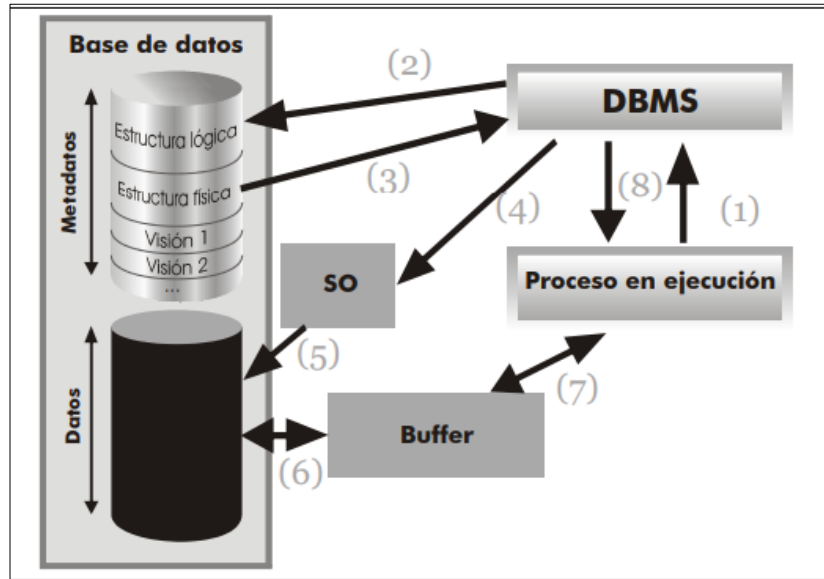 Base de datos
(2)
DBMS
Estructura lógica
Metadatos
Estructura física
(3)
(4)
(8)
(1)
Visión 1
Visión 2
...
SO
Proceso en ejecución
(5)
(7)
Datos
Buffer
(6)